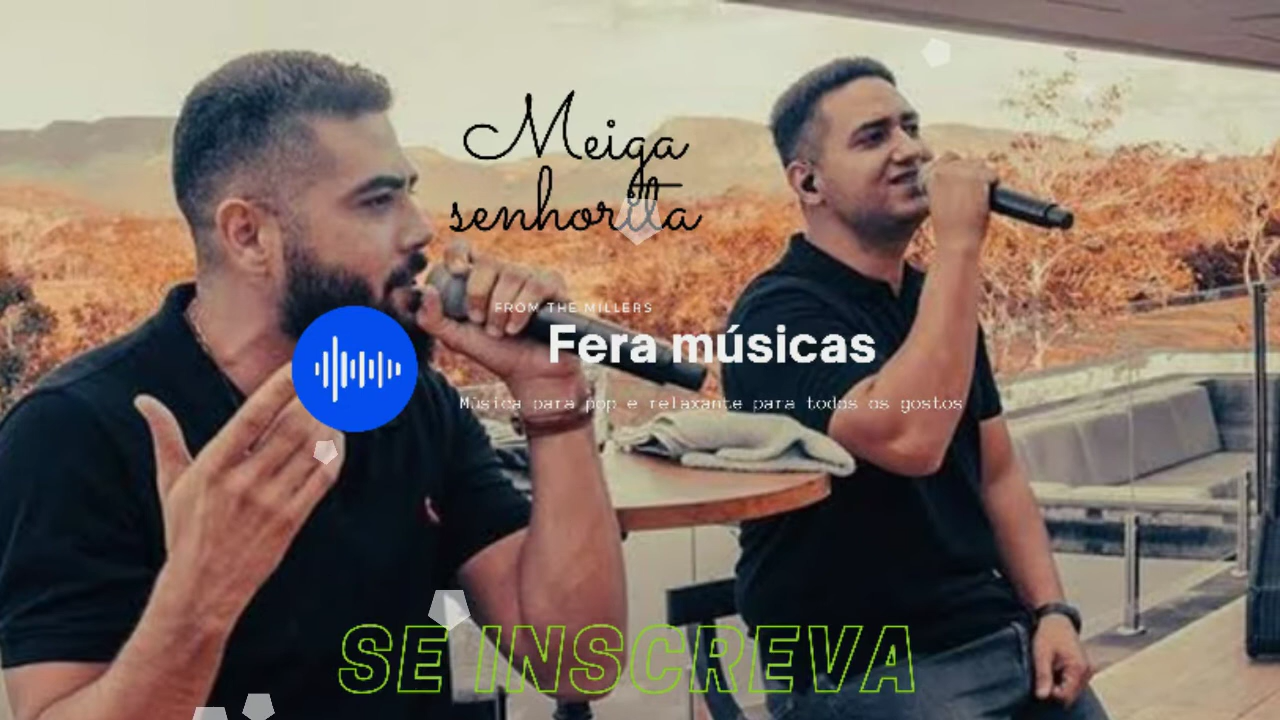 Meiga
senhorita
FROM THE MILLERS
Fera músicas
Música para pop e relaxante para todos os gostos
SE INSCREVA